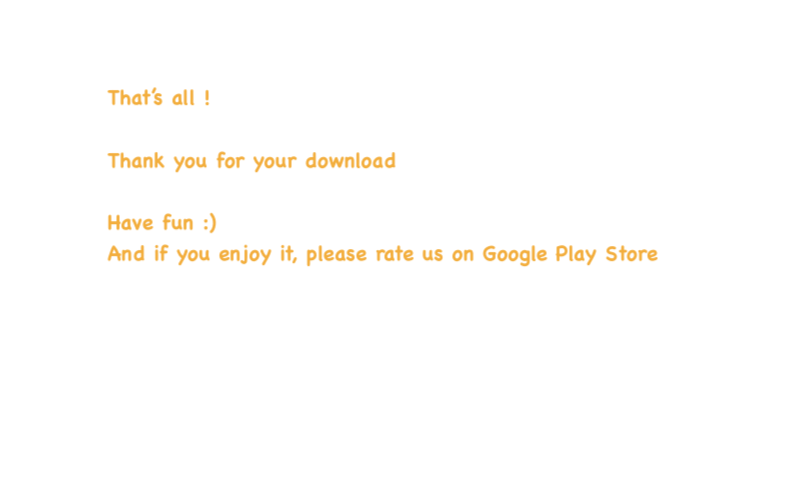 That's all !
Thank you for your download
Have fun :)
And if you enjoy it, please rate us on Google Play Store